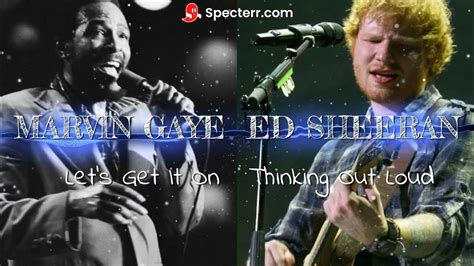 Specterr.com
MARVIN GAYE
Let's Get it on
ED SHEERAN
Thinking Out Loud